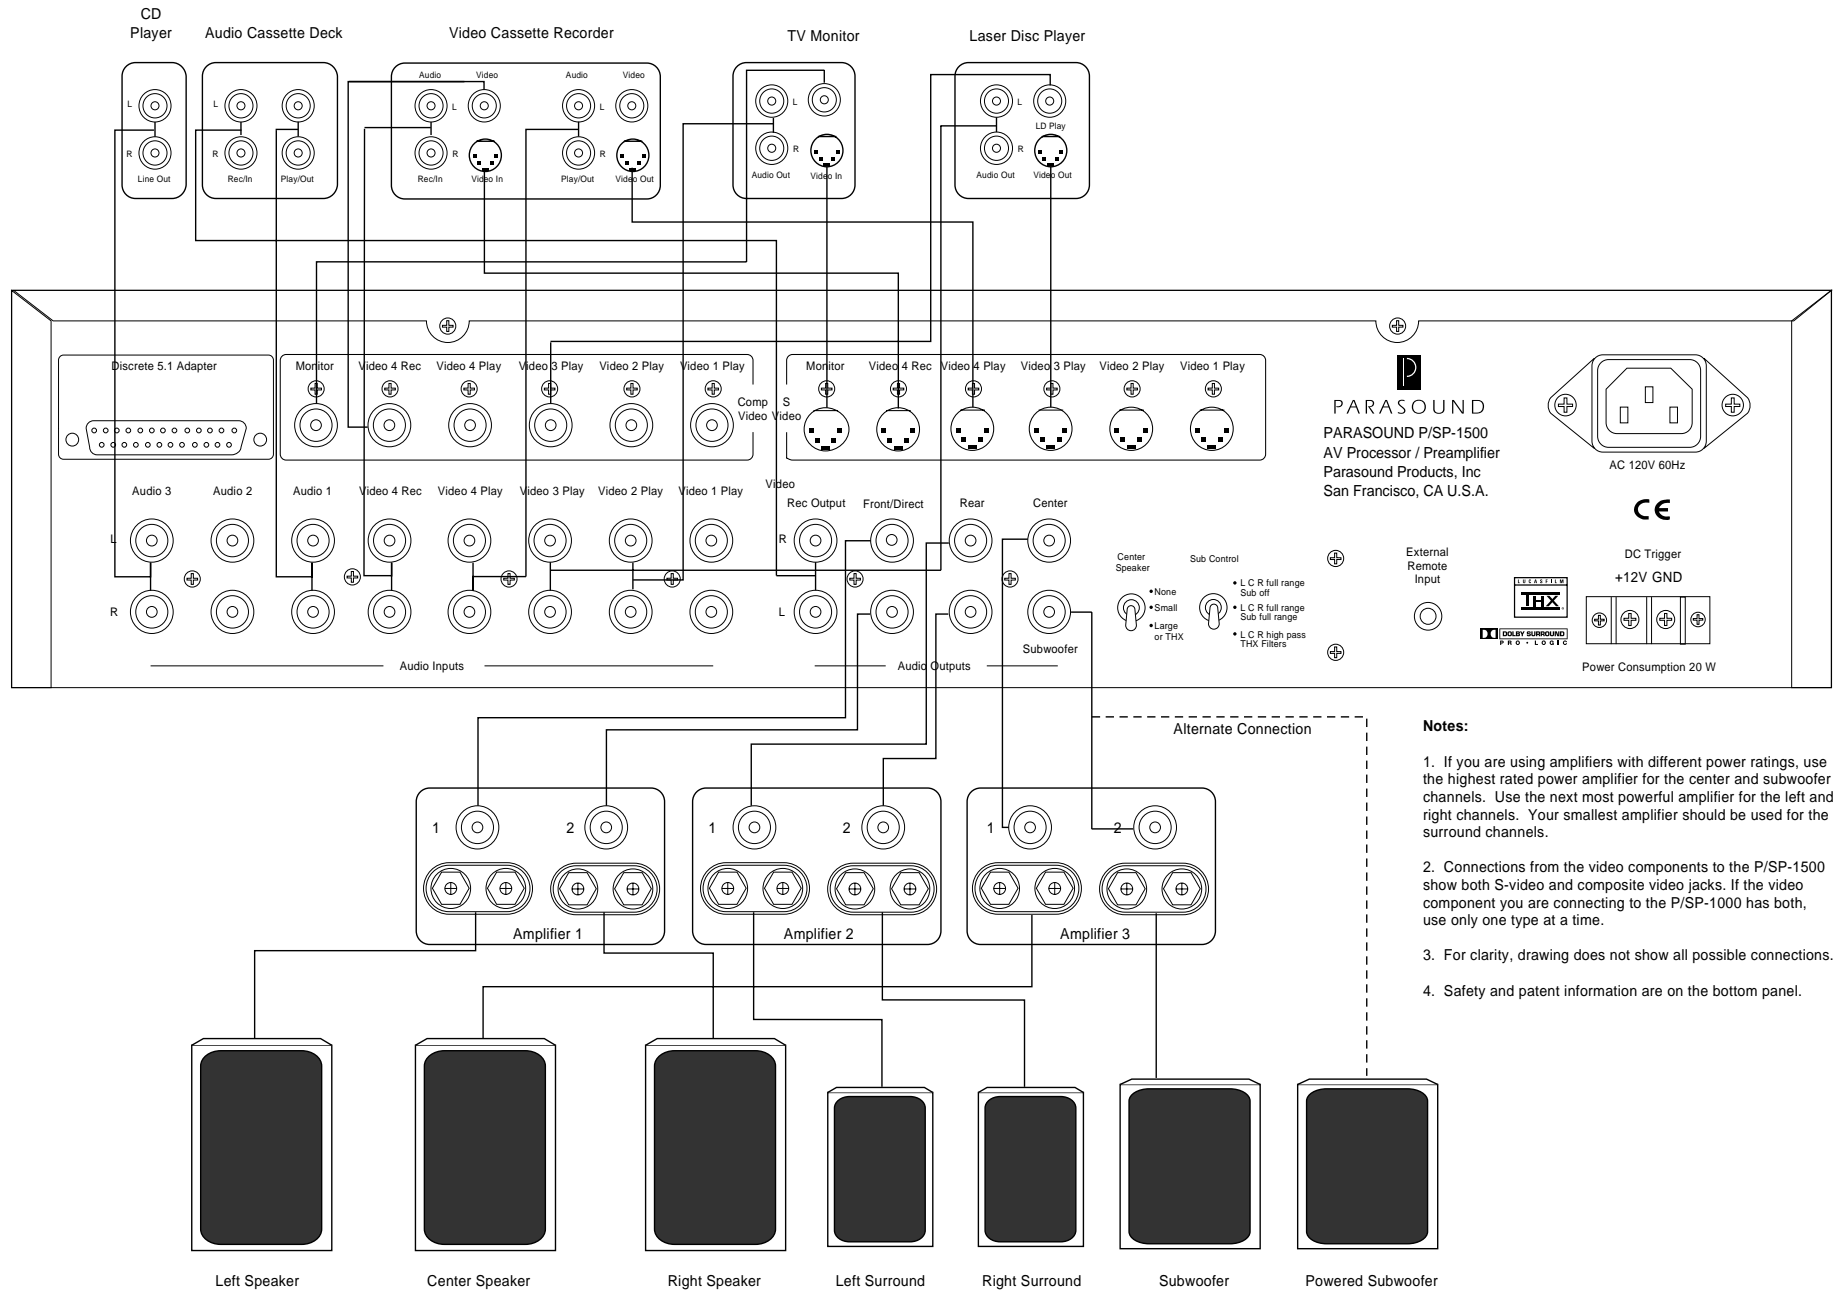 CD
Player
Audio Cassette Deck
Video Cassette Recorder
TV Monitor
Laser Disc Player
L
R
Line Out
L
R
Rec/In
Play/Out
Audio
Video
Audio
Video
L
L
R
R
Rec/In
Video In
Play/Out
Video Out
L
R
Audio Out
Video In
L
LD Play
R
Audio Out
Video Out
Discrete 5.1 Adapter
Monitor
Video 4 Rec
Video 4 Play
Video 3 Play
Video 2 Play
Video 1 Play
Comp
Video
S
Video
Monitor
Video 4 Rec
Video 4 Play
Video 3 Play
Video 2 Play
Video 1 Play
PARASOUND
PARASOUND P/SP-1500
AV Processor / Preamplifier
Parasound Products, Inc
San Francisco, CA U.S.A.
AC 120V 60Hz
CE
Audio 3
Audio 2
Audio 1
Video 4 Rec
Video 4 Play
Video 3 Play
Video 2 Play
Video 1 Play
Video
Rec Output
Front/Direct
Rear
Center
L
R
R
L
Subwoofer
Audio Inputs
Audio Outputs
Center
Speaker
•None
•Small
•Large
or THX
Sub Control
• L C R full range
Sub off
• L C R full range
Sub full range
• L C R high pass
THX Filters
External
Remote
Input
LUCASFILM
THX
DOLBY SURROUND
PRO • LOGIC
DC Trigger
+12V GND
Power Consumption 20 W
Alternate Connection
1
2
Amplifier 1
1
2
Amplifier 2
1
2
Amplifier 3
Notes:
1. If you are using amplifiers with different power ratings, use
the highest rated power amplifier for the center and subwoofer
channels. Use the next most powerful amplifier for the left and
right channels. Your smallest amplifier should be used for the
surround channels.
2. Connections from the video components to the P/SP-1500
show both S-video and composite video jacks. If the video
component you are connecting to the P/SP-1000 has both,
use only one type at a time.
3. For clarity, drawing does not show all possible connections.
4. Safety and patent information are on the bottom panel.
Left Speaker
Center Speaker
Right Speaker
Left Surround
Right Surround
Subwoofer
Powered Subwoofer